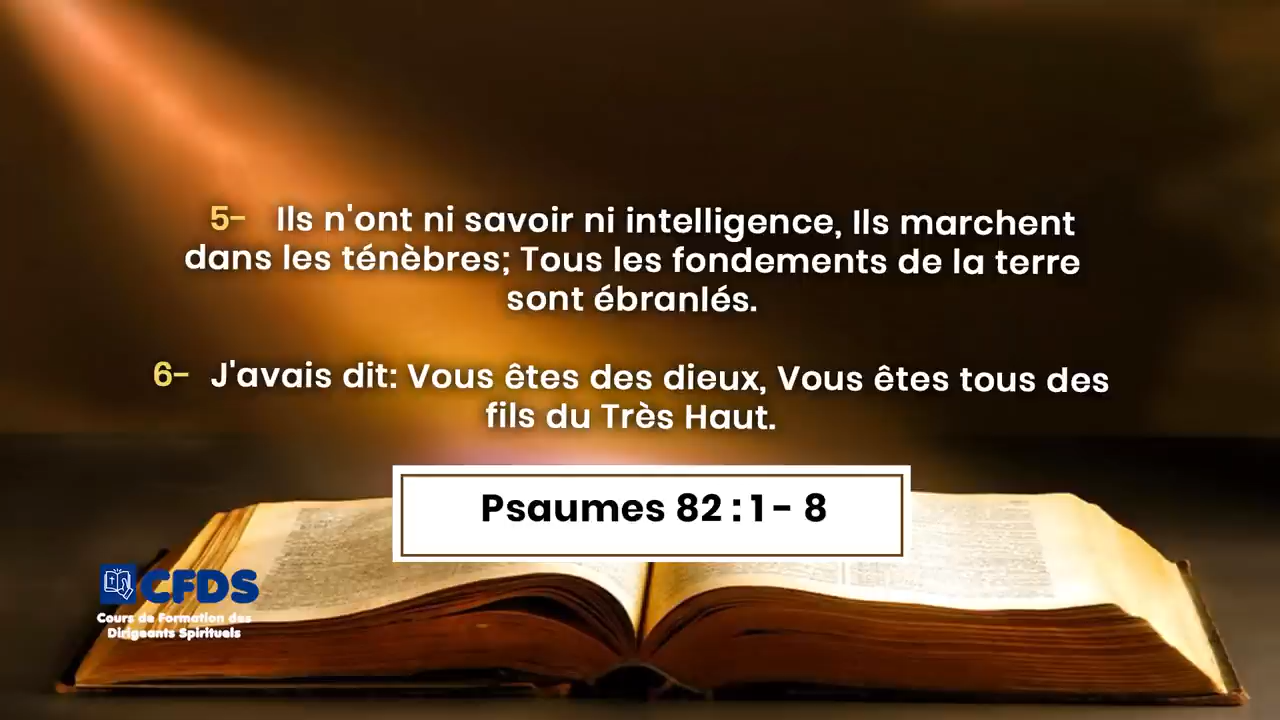 5- Ils n'ont ni savoir ni intelligence, Ils marchent
dans les ténèbres; Tous les fondements de la terre
sont ébranlés.
6- J'avais dit: Vous êtes des dieux, Vous êtes tous des
fils du Très Haut.
Psaumes 82 : 1 - 8
CFDS
Cours de Formation des
Dirigeants Spirituels